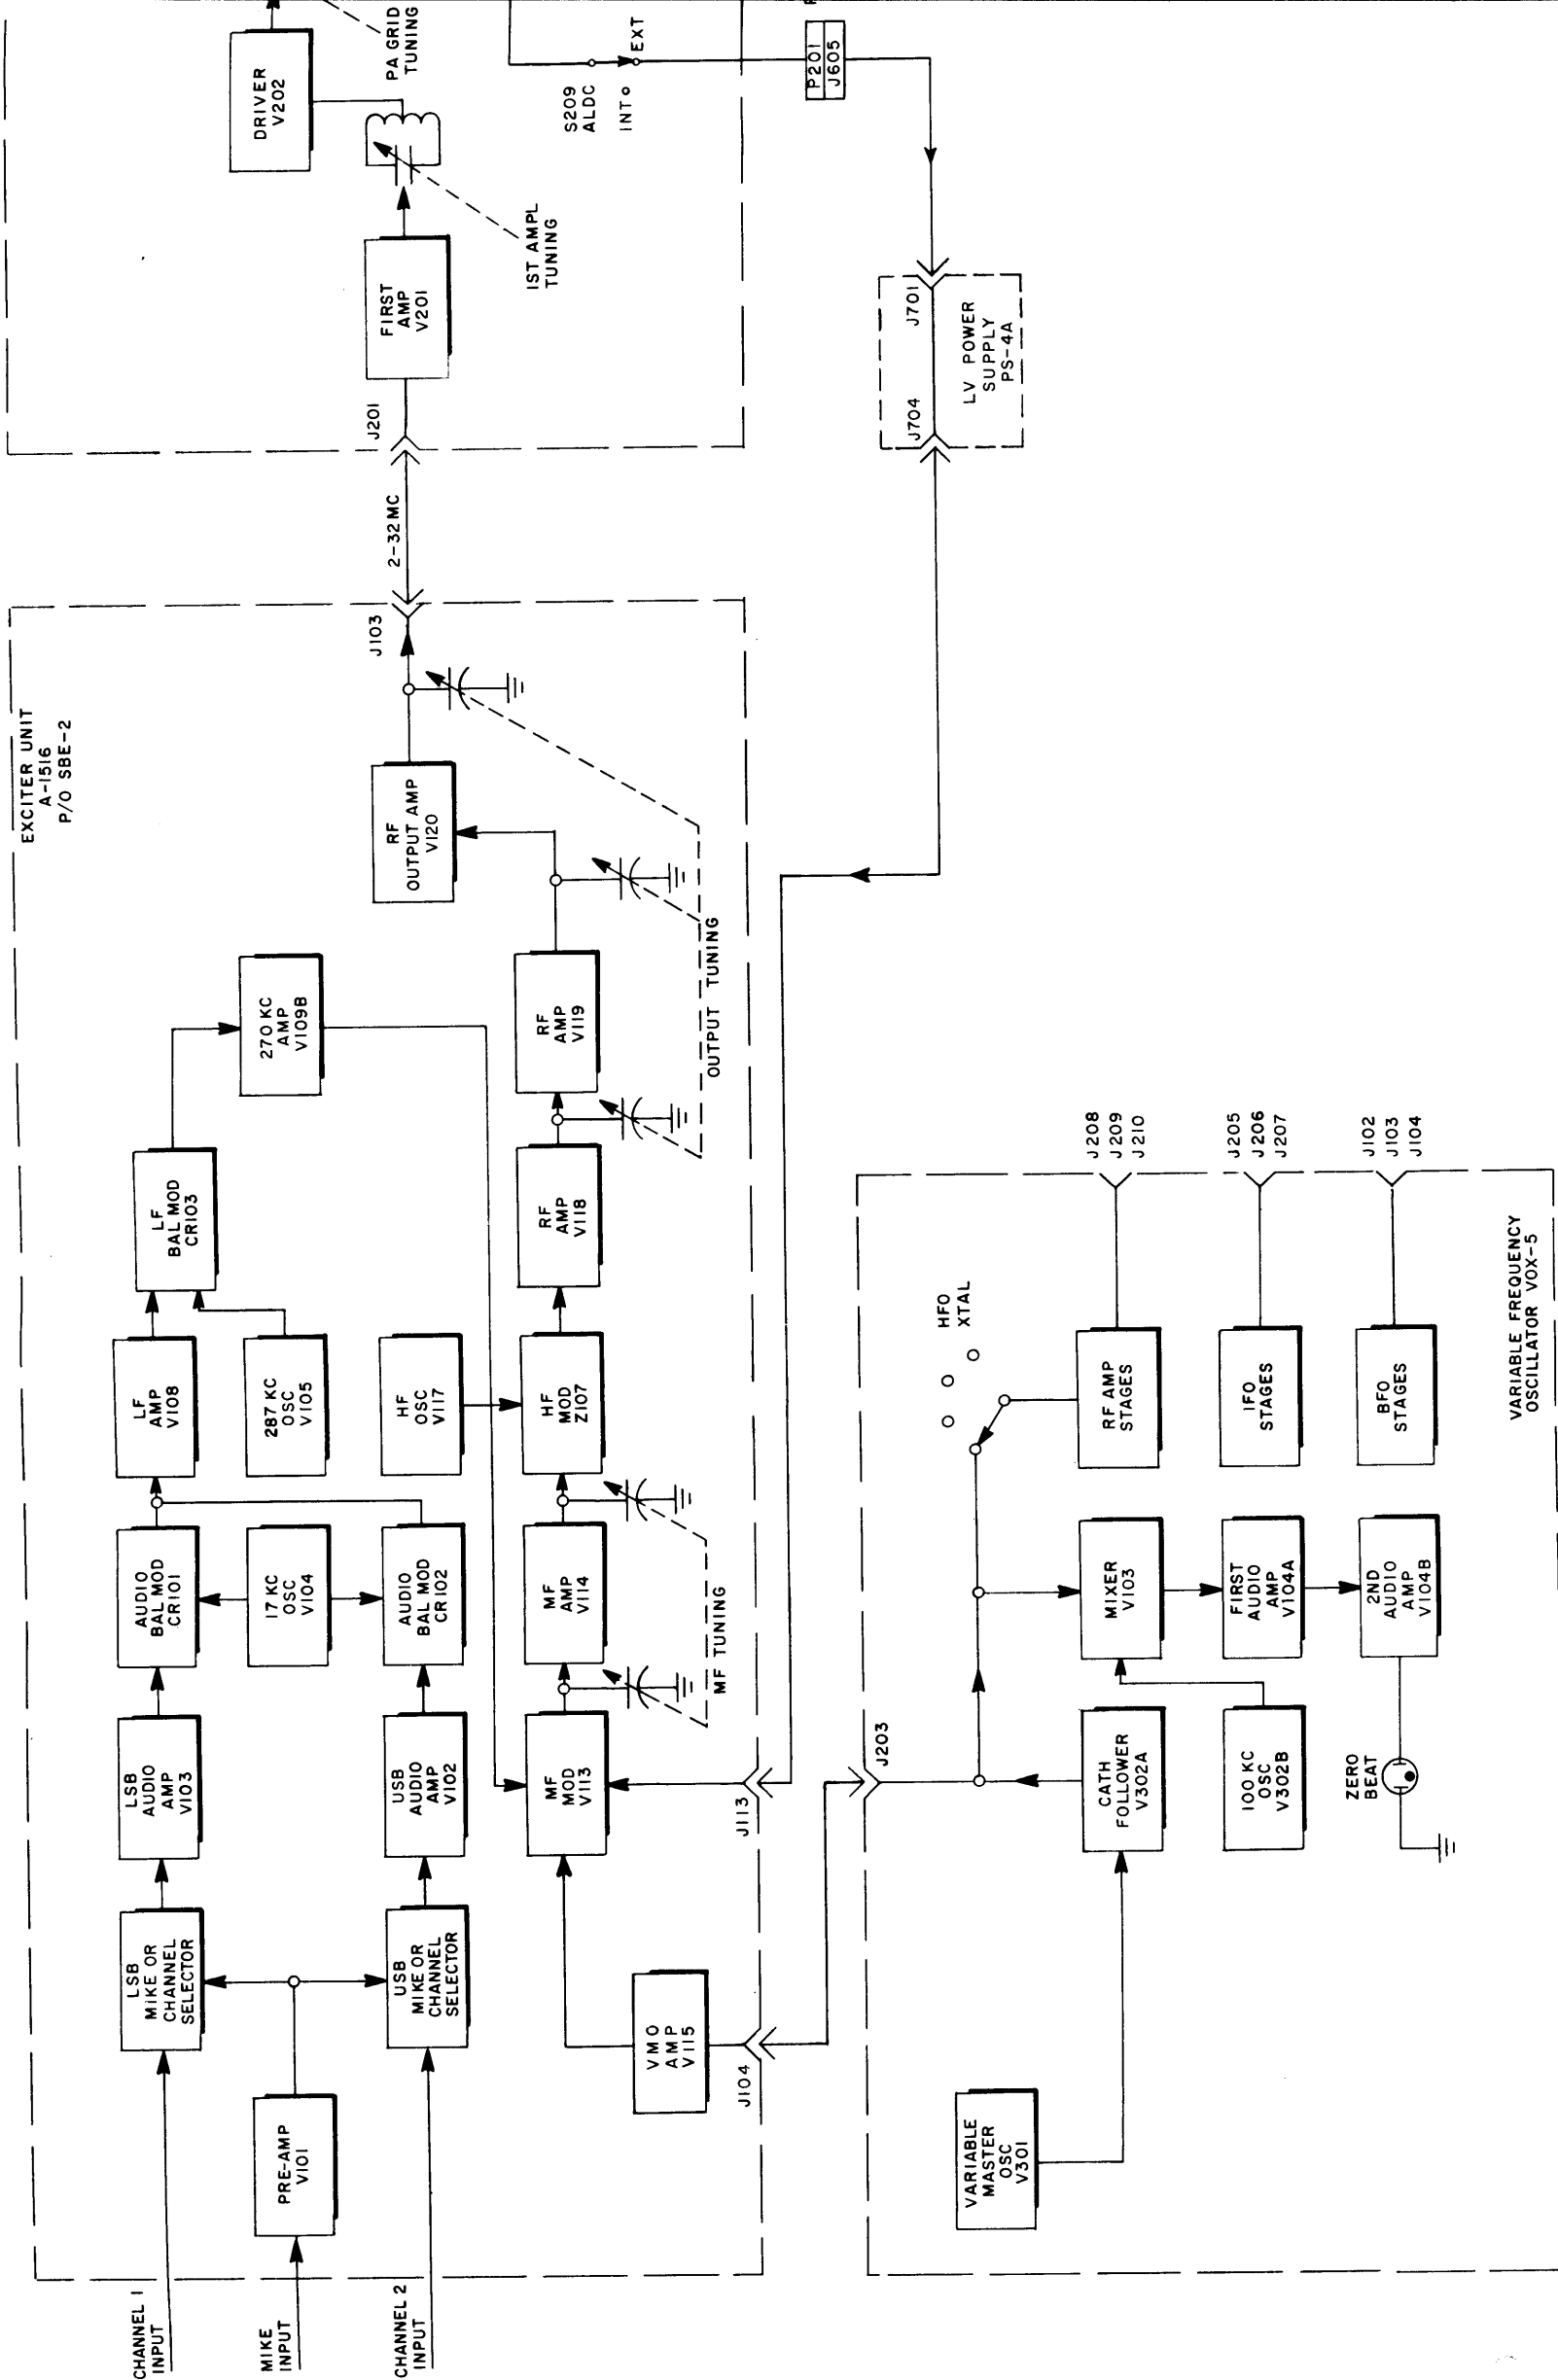 EXCITER UNIT
A-1516
P/O SBE-2
CHANNEL 1
INPUT
MIKE
INPUT
CHANNEL 2
INPUT
PRE-AMP
V101
LSB
MIKE OR
CHANNEL
SELECTOR
USB
MIKE OR
CHANNEL
SELECTOR
LSB
AUDIO
AMP
V103
USB
AUDIO
AMP
V102
AUDIO
BAL MOD
CR101
17 KC
OSC
V104
AUDIO
BAL MOD
CR102
LF
AMP
V108
287 KC
OSC
V105
HF
OSC
V117
LF
BAL MOD
CR103
270 KC
AMP
V109B
VMO
AMP
V115
MF
MOD
V113
MF
AMP
V114
HF
MOD
Z107
RF
AMP
V118
RF
AMP
V119
RF
OUTPUT AMP
V120
MF TUNING
OUTPUT TUNING
J104
J113
J103
2-32MC
J201
FIRST
AMP
V201
1ST AMPL
TUNING
DRIVER
V202
PA GRID
TUNING
S209
ALDC
INT
EXT
P201
J605
J704
J701
LV POWER
SUPPLY
PS-4A
J203
VARIABLE
MASTER
OSC
V301
CATH
FOLLOWER
V302A
100 KC
OSC
V302B
ZERO
BEAT
MIXER
V103
FIRST
AUDIO
AMP
V104A
2ND
AUDIO
AMP
V104B
HFO
XTAL
RF AMP
STAGES
IFO
STAGES
BFO
STAGES
J208
J209
J210
J205
J206
J207
J102
J103
J104
VARIABLE FREQUENCY
OSCILLATOR VOX-5